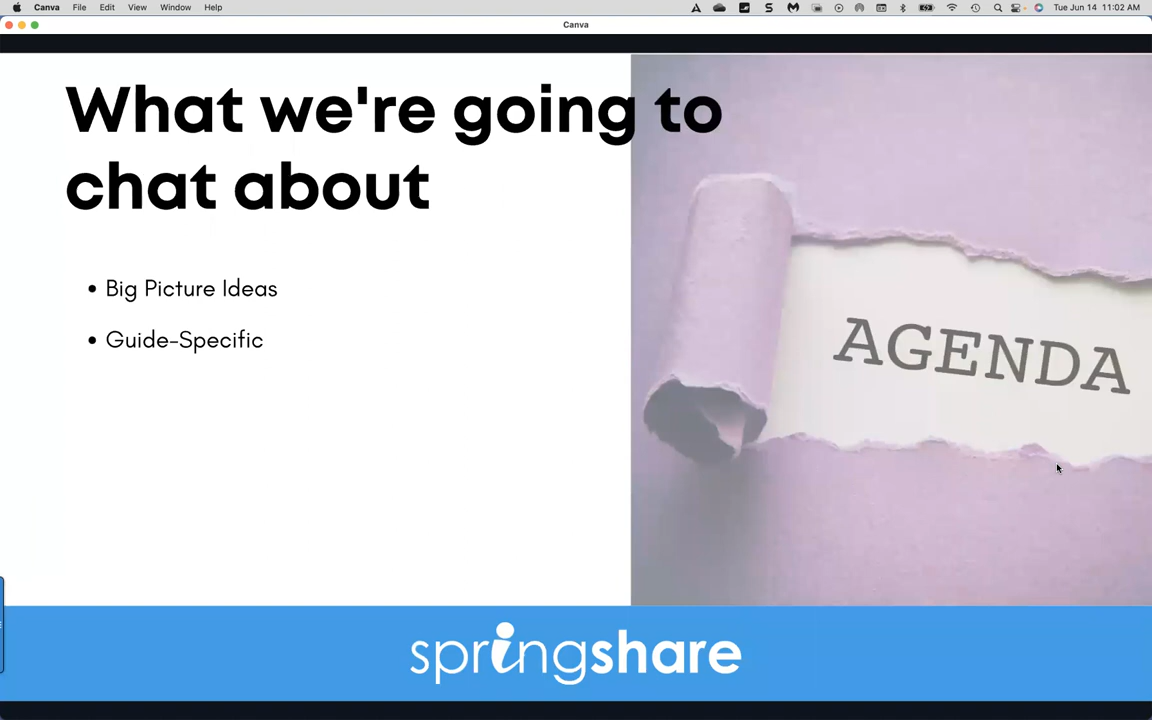 Canva File Edit View Window Help
Tue Jun 14 11:02 AM
Canva
What we're going to
chat about
• Big Picture Ideas
• Guide-Specific
AGENDA
springshare